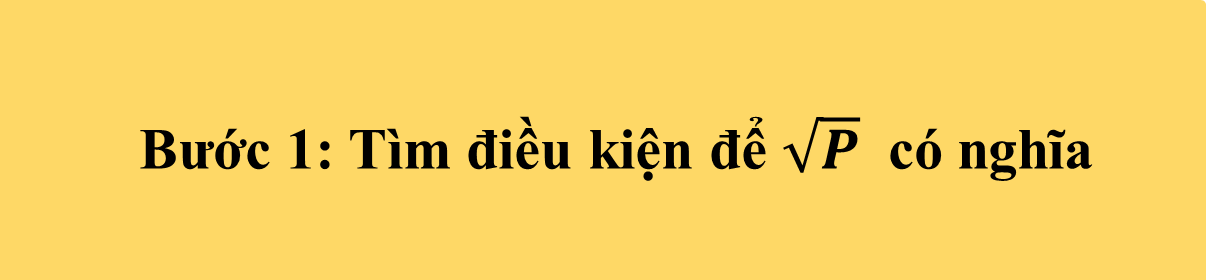 Bước 1: Tìm điều kiện để √P có nghĩa